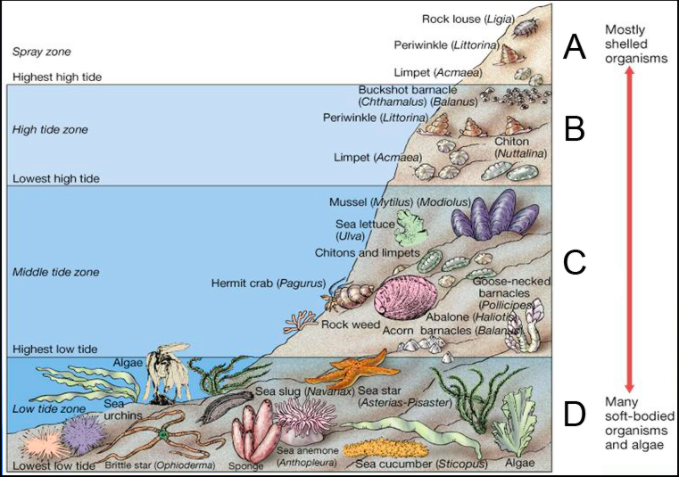 Rock louse (Ligia)
A
Mostly
shelled
organisms
Spray zone
Periwinkle (Littorina)
Limpet (Acmaea)
Highest high tide
Buckshot barnacle
(Chthamalus) (Balanus)
Periwinkle (Littorina)
B
High tide zone
Chiton
(Nuttalina)
Limpet (Acmaea)
Lowest high tide
Mussel (Mytilus) (Modiolus)
Sea lettuce
(Ulva)
Chitons and limpets
C
Middle tide zone
Hermit crab (Pagurus)
Goose-necked
barnacles
(Pollicipes)
Abalone (Haliotis)
Rock weed
Acorn barnacles (Balanus)
Highest low tide
Algae
Sea slug (Navanax)
Sea star
(Asterias-Pisaster)
D
Many
soft-bodied
organisms
and algae
Low tide zone
Sea
urchins
Sea anemone
(Anthopleura)
Lowest low tide
Brittle star (Ophioderma)
Sponge
Sea cucumber (Sticopus)
Algae